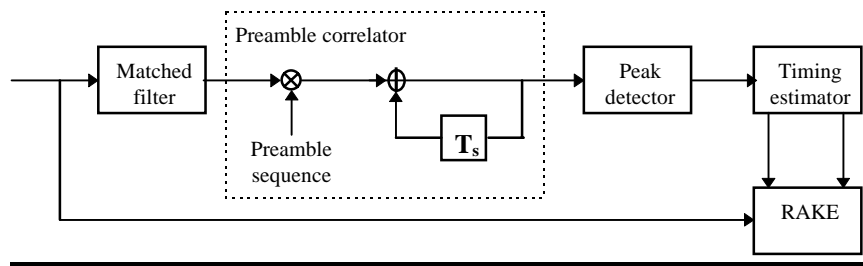 Preamble correlator
Matched
filter
Peak
detector
Timing
estimator
Preamble
sequence
Ts
RAKE